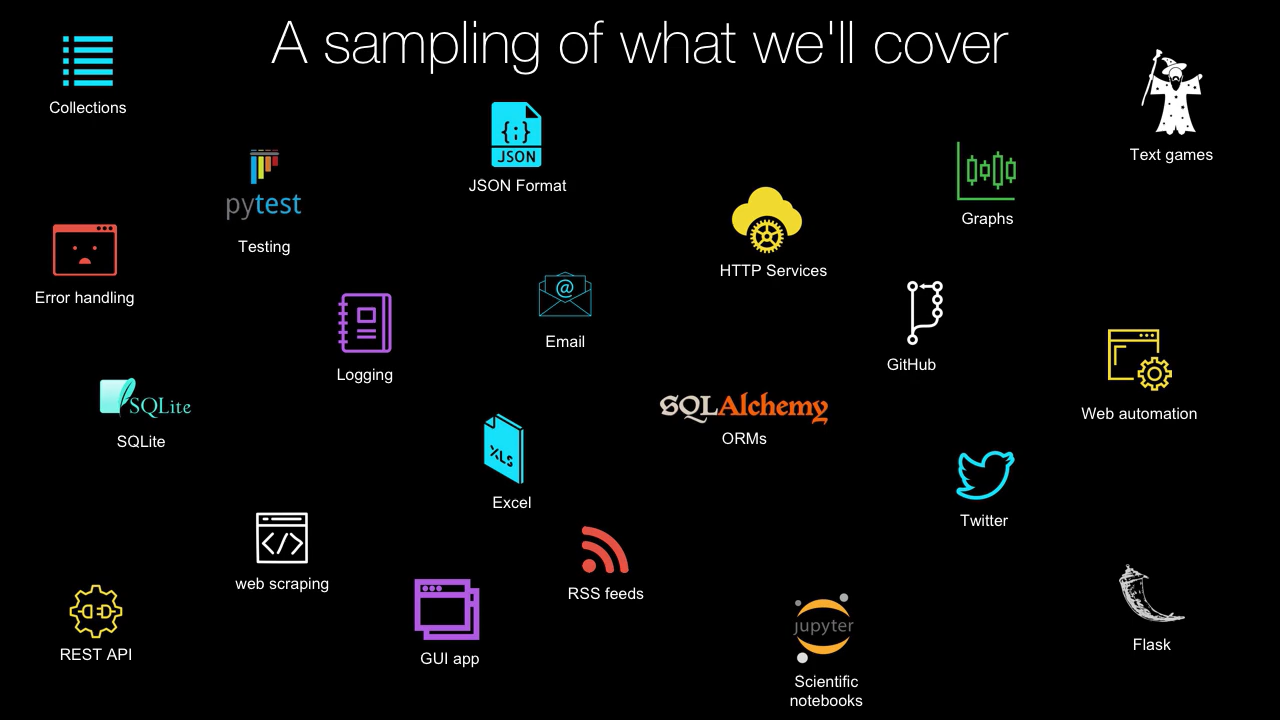 A sampling of what we'll cover
Collections
{;}
JSON
JSON Format
Text games
pytest
Testing
Graphs
HTTP Services
Error handling
@
Email
Logging
GitHub
SQLite
SQLite
SQLAlchemy
ORMs
Web automation
XLS
Excel
Twitter
</>
web scraping
RSS feeds
REST API
GUI app
jupyter
Scientific
notebooks
Flask